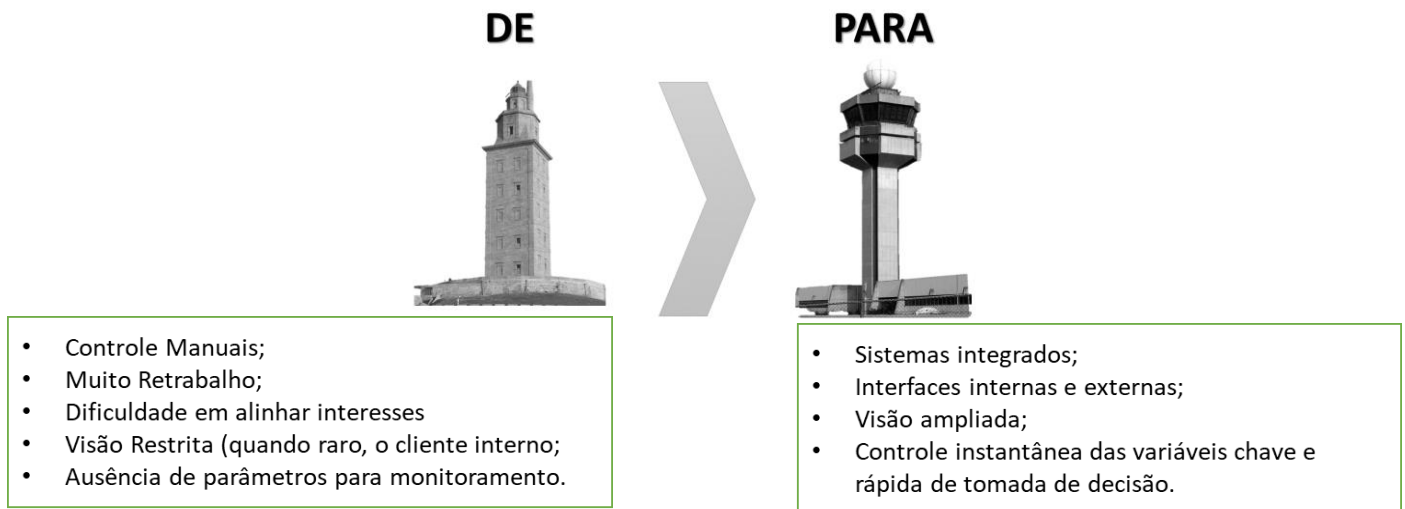 DE
PARA
• Controle Manuais;
• Muito Retrabalho;
• Dificuldade em alinhar interesses
• Visão Restrita (quando raro, o cliente interno;
• Ausência de parâmetros para monitoramento.
• Sistemas integrados;
• Interfaces internas e externas;
• Visão ampliada;
• Controle instantânea das variáveis chave e
rápida de tomada de decisão.